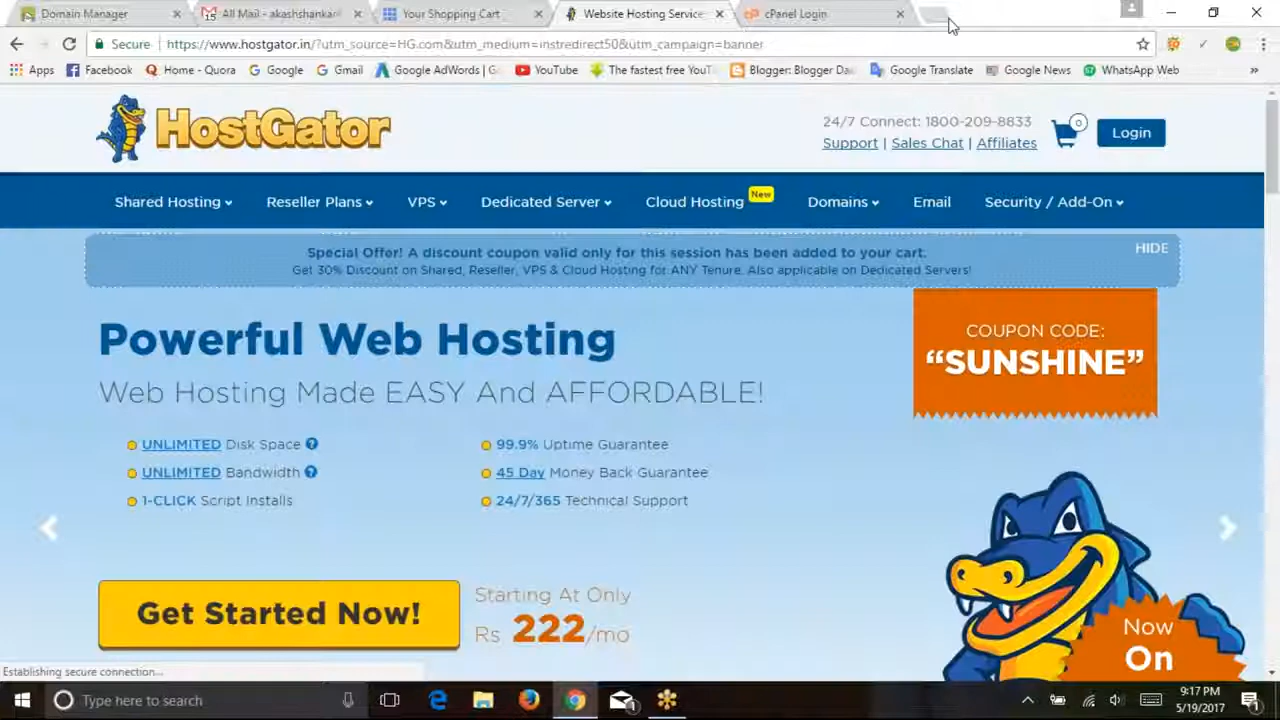 Domain Manager
15
All Mail - akashshankar
Your Shopping Cart
Website Hosting Service
cP
cPanel Login
Secure
https://www.hostgator.in/?utm_source=HG.com&utm_medium=instredirect50&utm_campaign=banner
Apps
Facebook
Home - Quora
Google
Gmail
Google AdWords | G
YouTube
The fastest free YouT
Blogger: Blogger Da
Google Translate
Google News
WhatsApp Web
»
HostGator
24/7 Connect: 1800-209-8833
Support | Sales Chat | Affiliates
0
Login
Shared Hosting
Reseller Plans
VPS
Dedicated Server
Cloud Hosting
New
Domains
Email
Security / Add-On
Special Offer! A discount coupon valid only for this session has been added to your cart.
HIDE
Get 30% Discount on Shared, Reseller, VPS & Cloud Hosting for ANY Tenure. Also applicable on Dedicated Servers!
Powerful Web Hosting
Web Hosting Made EASY And AFFORDABLE!
COUPON CODE:
“SUNSHINE”
UNLIMITED Disk Space ?
UNLIMITED Bandwidth ?
1-CLICK Script Installs
99.9% Uptime Guarantee
45 Day Money Back Guarantee
24/7/365 Technical Support
Get Started Now!
Starting At Only
Rs 222/mo
Now
On
Establishing secure connection...
Type here to search
1
9:17 PM
5/19/2017
1